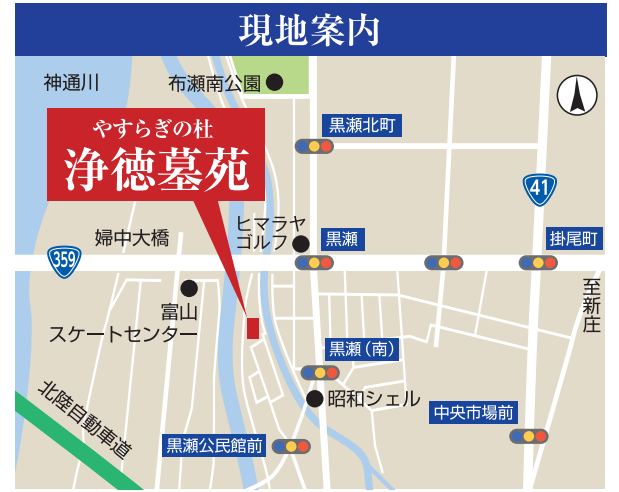 現地案内
神通川
布瀬南公園
黒瀬北町
やすらぎの杜
浄徳墓苑
41
ヒマラヤ
ゴルフ
黒瀬
掛尾町
婦中大橋
359
至新庄
富山
スケートセンター
黒瀬(南)
昭和シェル
北陸自動車道
中央市場前
黒瀬公民館前